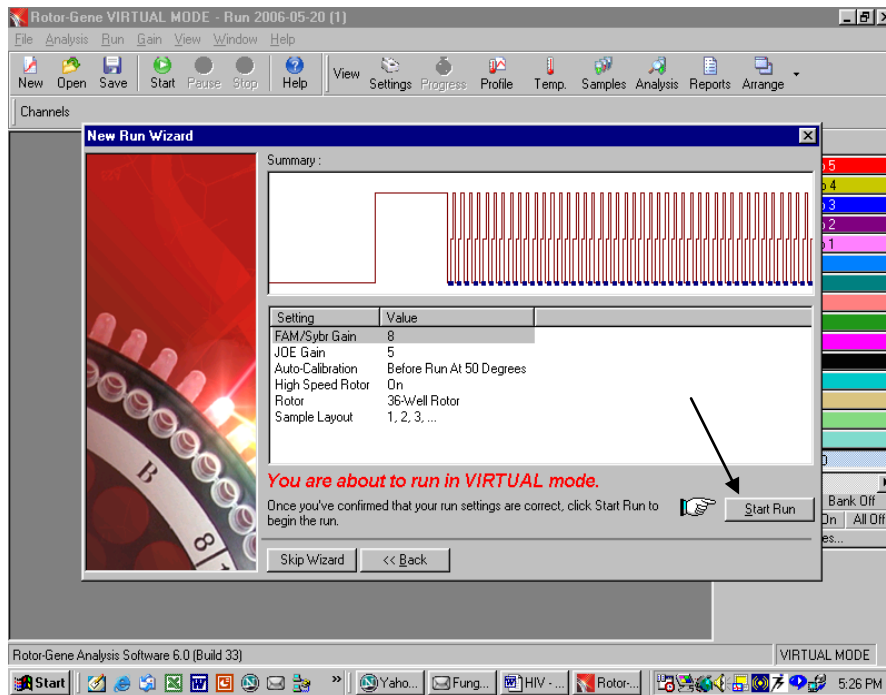 Rotor-Gene VIRTUAL MODE - Run 2006-05-20 (1)
File Analysis Run Gain View Window Help
New Open Save Start Pause Stop Help View Settings Progress Profile Temp. Samples Analysis Reports Arrange
Channels
New Run Wizard
Summary :
5
4
3
2
1
Setting Value
FAM/Sybr Gain 8
JOE Gain 5
Auto-Calibration Before Run At 50 Degrees
High Speed Rotor On
Rotor 36-Well Rotor
Sample Layout 1, 2, 3, ...
B
8
1
You are about to run in VIRTUAL mode.
Once you've confirmed that your run settings are correct, click Start Run to
begin the run.
Start Run
Bank Off
On All Off
es...
Skip Wizard << Back
Rotor-Gene Analysis Software 6.0 (Build 33) VIRTUAL MODE
Start » Yaho... Fung... HIV - ... Rotor-... 5:26 PM